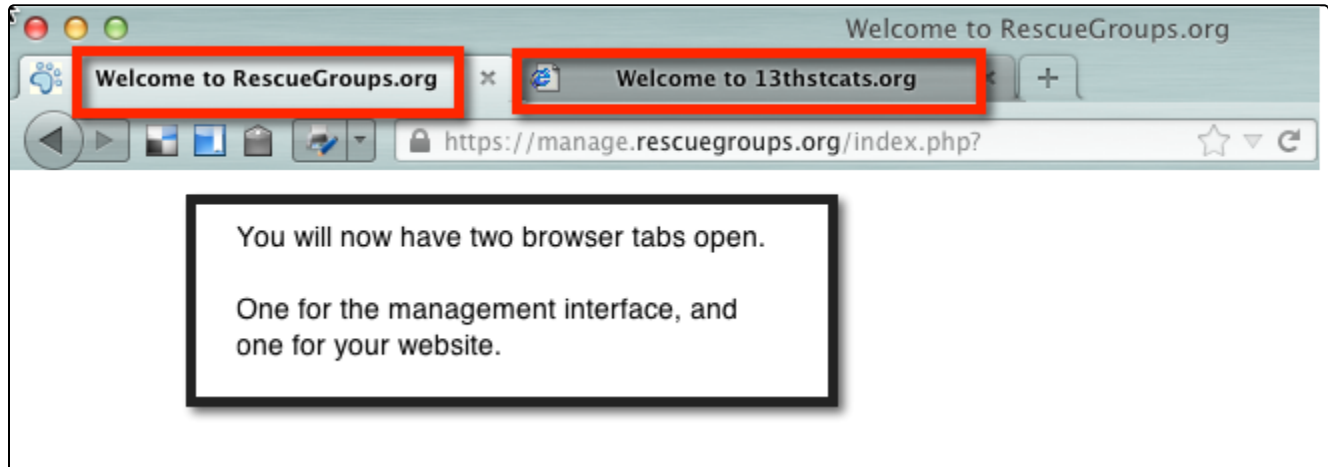 Welcome to RescueGroups.org
Welcome to RescueGroups.org
Welcome to 13thstcats.org
https://manage.rescuegroups.org/index.php?
You will now have two browser tabs open.
One for the management interface, and
one for your website.